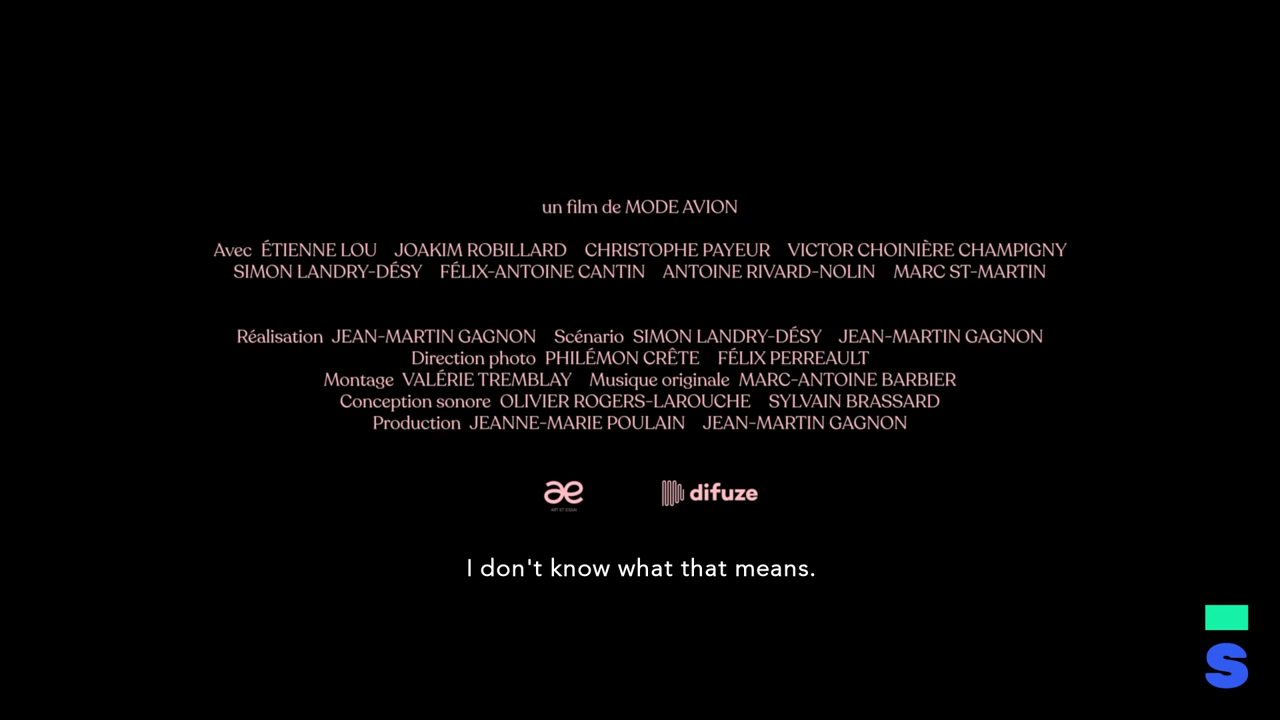 un film de MODE AVION
Avec ÉTIENNE LOU JOAKIM ROBILLARD CHRISTOPHE PAYEUR VICTOR CHOINIÈRE CHAMPIGNY
SIMON LANDRY-DÉSY FÉLIX-ANTOINE CANTIN ANTOINE RIVARD-NOLIN MARC ST-MARTIN
Réalisation JEAN-MARTIN GAGNON Scénario SIMON LANDRY-DÉSY JEAN-MARTIN GAGNON
Direction photo PHILÉMON CRÊTE FÉLIX PERREAULT
Montage VALÉRIE TREMBLAY Musique originale MARC-ANTOINE BARBIER
Conception sonore OLIVIER ROGERS-LAROUCHE SYLVAIN BRASSARD
Production JEANNE-MARIE POULAIN JEAN-MARTIN GAGNON
æ difuze
ART ET ESSAI
I don't know what that means.
S